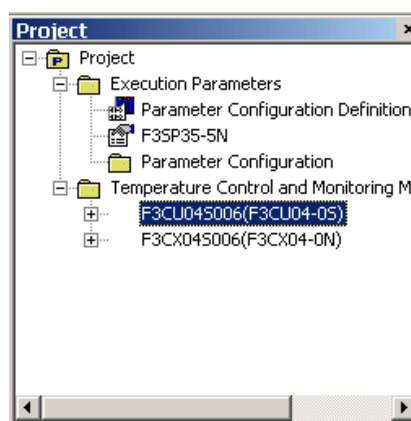 Project
Project
Execution Parameters
Parameter Configuration Definition
F3SP35-5N
Parameter Configuration
Temperature Control and Monitoring M
F3CU04S006(F3CU04-0S)
F3CX04S006(F3CX04-0N)